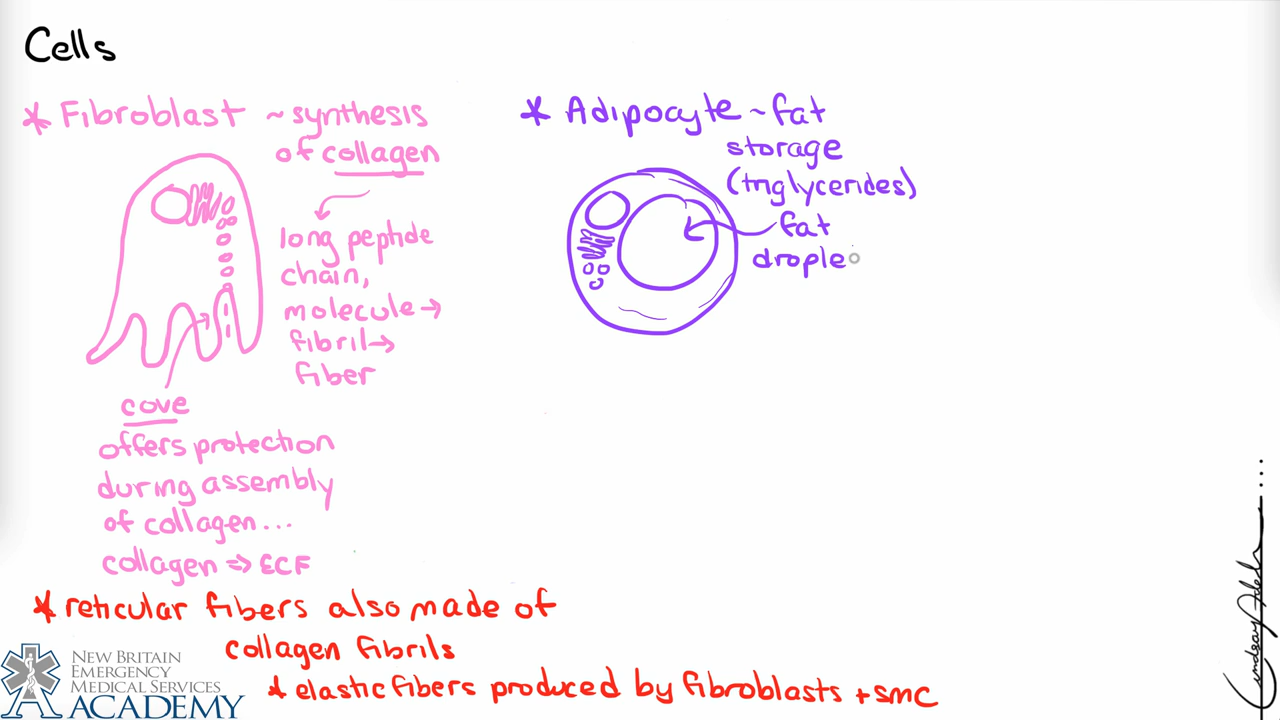 Cells
* Fibroblast ~ synthesis
of collagen
long peptide
chain,
molecule →
fibril →
fiber
cove
offers protection
during assembly
of collagen...
collagen => ECF
* Adipocyte ~ fat
storage
(triglycerides)
fat
drople
* reticular fibers also made of
collagen fibrils
* elastic fibers produced by fibroblasts + smc
NEW BRITAIN
EMERGENCY
MEDICAL SERVICES
ACADEMY